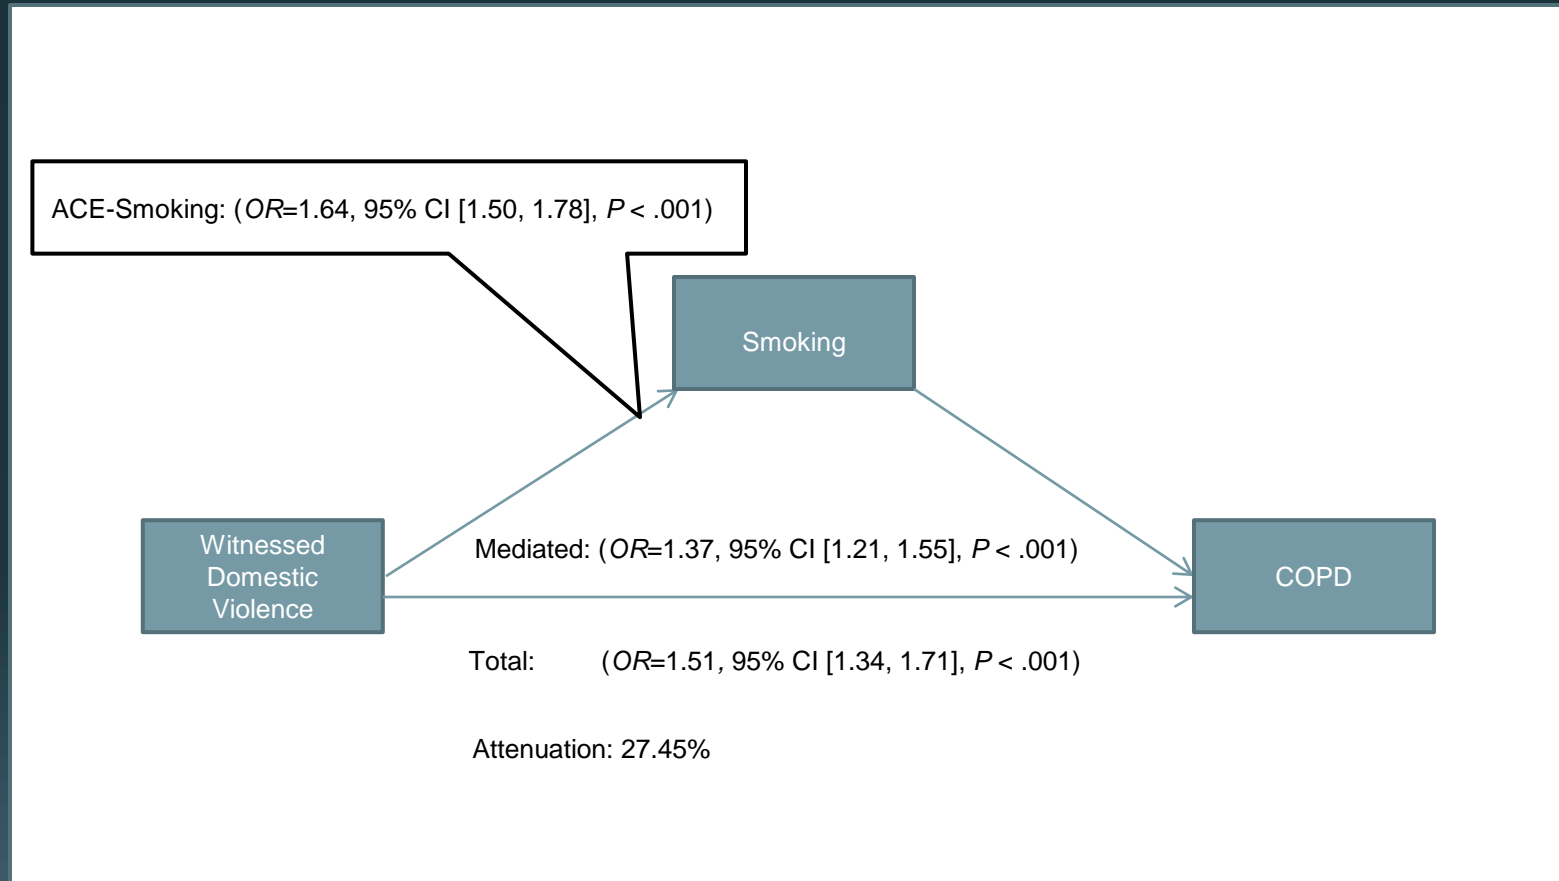 ACE-Smoking: (OR=1.64, 95% CI [1.50, 1.78], P < .001)
Smoking
Witnessed
Domestic
Violence
Mediated: (OR=1.37, 95% CI [1.21, 1.55], P < .001)
COPD
Total: (OR=1.51, 95% CI [1.34, 1.71], P < .001)
Attenuation: 27.45%